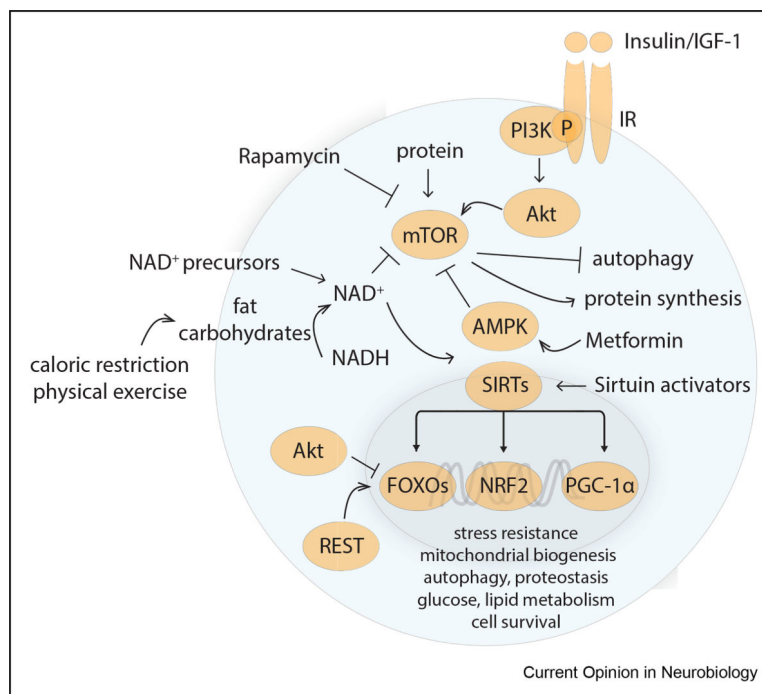 Insulin/IGF-1
PI3K
P
IR
Rapamycin
protein
Akt
mTOR
NAD⁺ precursors
autophagy
NAD⁺
protein synthesis
fat
carbohydrates
AMPK
Metformin
caloric restriction
physical exercise
NADH
SIRTs
Sirtuin activators
Akt
FOXOs
NRF2
PGC-1α
REST
stress resistance
mitochondrial biogenesis
autophagy, proteostasis
glucose, lipid metabolism
cell survival
Current Opinion in Neurobiology